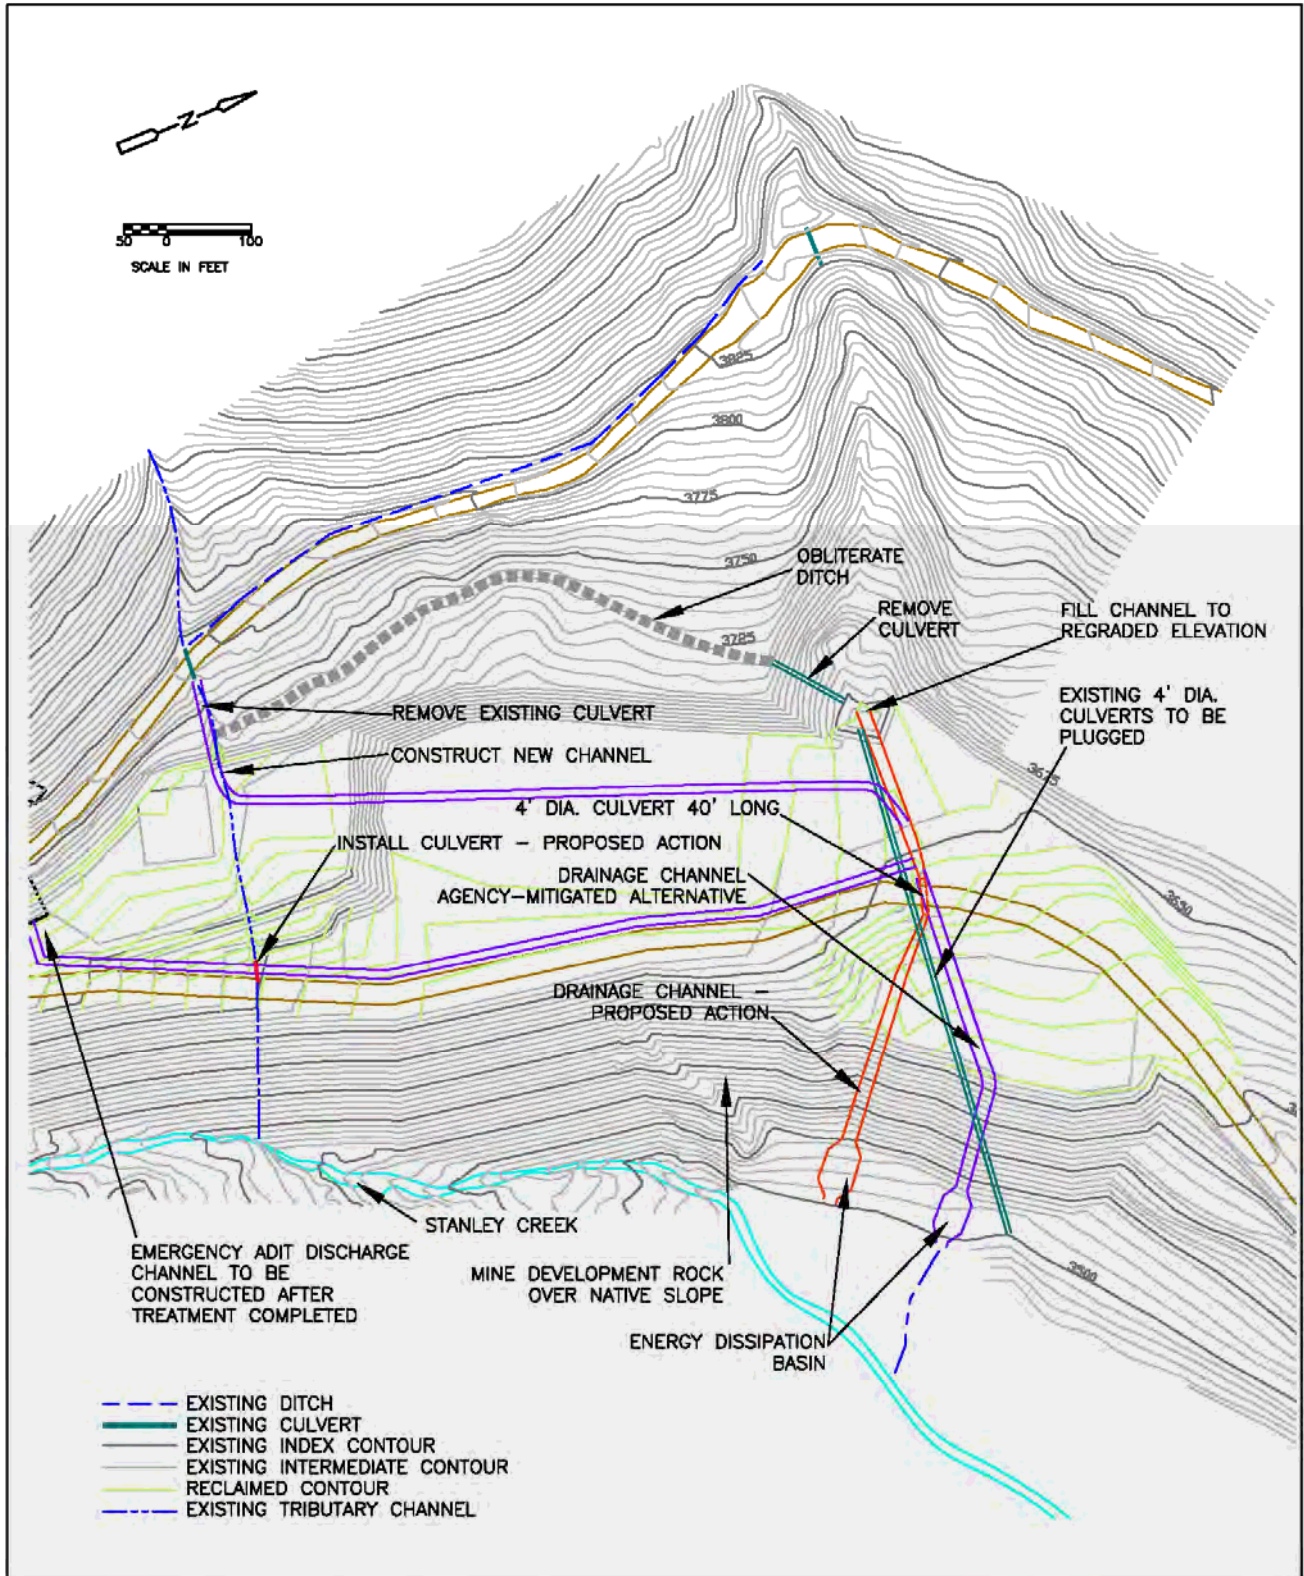 N
50 0 100
SCALE IN FEET
3825
3800
3775
3750
OBLITERATE
DITCH
REMOVE
CULVERT
FILL CHANNEL TO
REGRADED ELEVATION
3725
EXISTING 4' DIA.
CULVERTS TO BE
PLUGGED
REMOVE EXISTING CULVERT
CONSTRUCT NEW CHANNEL
3675
4' DIA. CULVERT 40' LONG
INSTALL CULVERT – PROPOSED ACTION
DRAINAGE CHANNEL
AGENCY–MITIGATED ALTERNATIVE
3650
DRAINAGE CHANNEL –
PROPOSED ACTION
STANLEY CREEK
EMERGENCY ADIT DISCHARGE
CHANNEL TO BE
CONSTRUCTED AFTER
TREATMENT COMPLETED
MINE DEVELOPMENT ROCK
OVER NATIVE SLOPE
3500
ENERGY DISSIPATION
BASIN
EXISTING DITCH
EXISTING CULVERT
EXISTING INDEX CONTOUR
EXISTING INTERMEDIATE CONTOUR
RECLAIMED CONTOUR
EXISTING TRIBUTARY CHANNEL